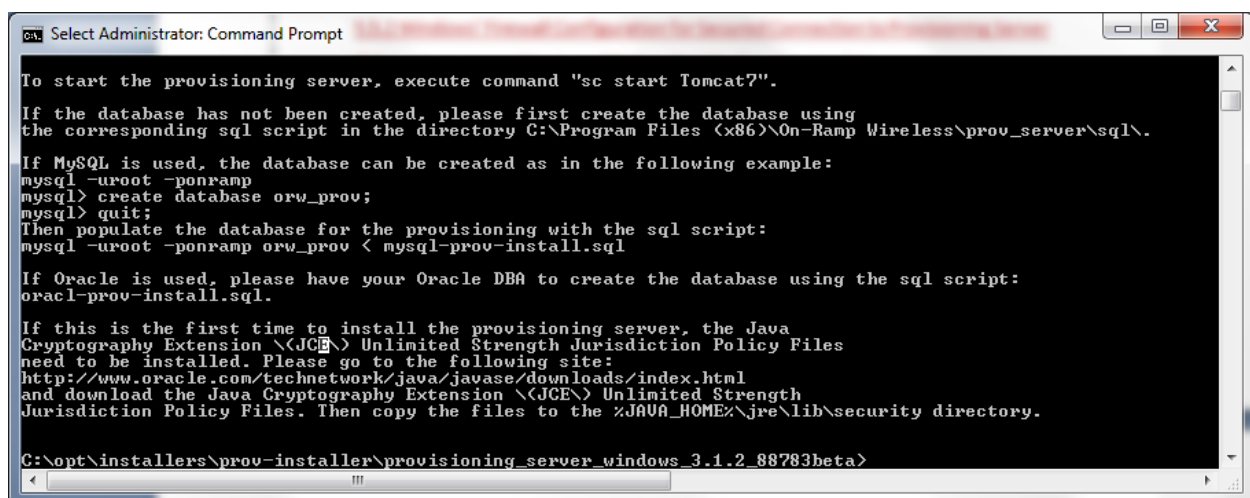 Select Administrator: Command Prompt
To start the provisioning server, execute command "sc start Tomcat7".
If the database has not been created, please first create the database using
the corresponding sql script in the directory C:\Program Files (x86)\On-Ramp Wireless\prov_server\sql\.
If MySQL is used, the database can be created as in the following example:
mysql -uroot -ponramp
mysql> create database orw_prov;
mysql> quit;
Then populate the database for the provisioning with the sql script:
mysql -uroot -ponramp orw_prov < mysql-prov-install.sql
If Oracle is used, please have your Oracle DBA to create the database using the sql script:
oracl-prov-install.sql.
If this is the first time to install the provisioning server, the Java
Cryptography Extension \(JCE\) Unlimited Strength Jurisdiction Policy Files
need to be installed. Please go to the following site:
http://www.oracle.com/technetwork/java/javase/downloads/index.html
and download the Java Cryptography Extension \(JCE\) Unlimited Strength
Jurisdiction Policy Files. Then copy the files to the %JAVA_HOME%\jre\lib\security directory.
C:\opt\installers\prov-installer\provisioning_server_windows_3.1.2_88783beta>